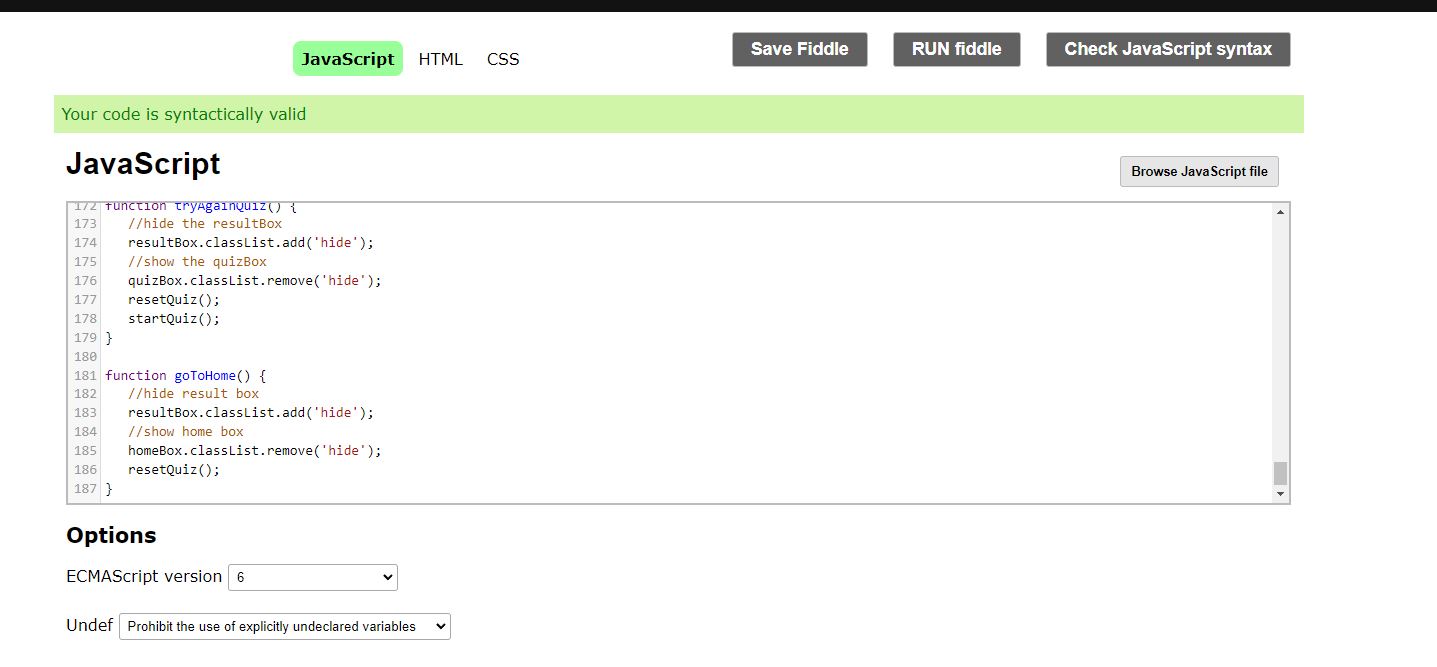 JavaScript HTML CSS Save Fiddle RUN fiddle Check JavaScript syntax
Your code is syntactically valid
JavaScript
Browse JavaScript file
172 function tryAgainQuiz() {
173 //hide the resultBox
174 resultBox.classList.add('hide');
175 //show the quizBox
176 quizBox.classList.remove('hide');
177 resetQuiz();
178 startQuiz();
179 }
180
181 function goToHome() {
182 //hide result box
183 resultBox.classList.add('hide');
184 //show home box
185 homeBox.classList.remove('hide');
186 resetQuiz();
187 }
Options
ECMAScript version 6
Undef Prohibit the use of explicitly undeclared variables